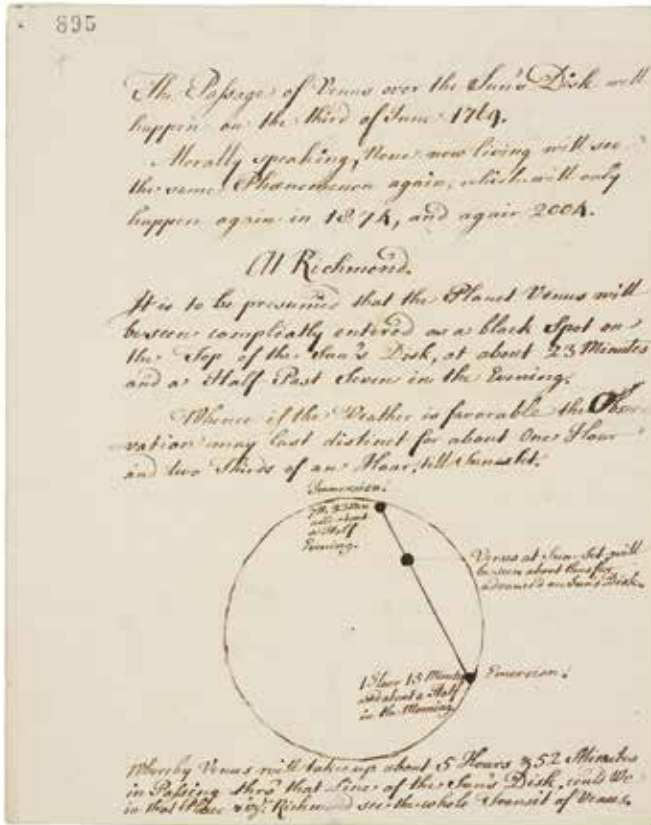 895
The Passage of Venus over the Sun's Disk will
happen on the third of June 1769.
Morally speaking, None now living will see
the same Phænomenon again, which will only
happen again in 1874, and again 2004.
At Richmond.
It is to be presumed that the Planet Venus will
be seen compleatly entered as a black Spot on
the Top of the Sun's Disk, at about 23 Minutes
and a Half Past Seven in the Evening.
Whence if the Weather is favorable the Obser
vation may last distinct for about One Hour
and two Thirds of an Hour, till Sunset.
Immersion.
and about
a Half
Evening.
Venus at Sun-Set, will
be seen about thus far
advanced on Sun's Disk.
1 Hour 15 Minutes
and about a Half
in the Morning
Emersion.
Whereby Venus will take up about 5 Hours & 52 Minutes
in Passing thro' that Line of the Sun's Disk, could We
in that Place Richmond see the whole Transit of Venus.